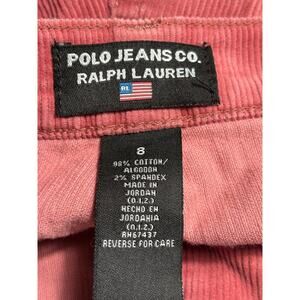 POLO JEANS CO.
RALPH LAUREN
RL
8
98% COTTON/
ALGODON
2% SPANDEX
MADE IN
JORDAN
(Q.I.Z.)
HECHO EN
JORDANIA
(Q.I.Z.)
RN67437
REVERSE FOR CARE